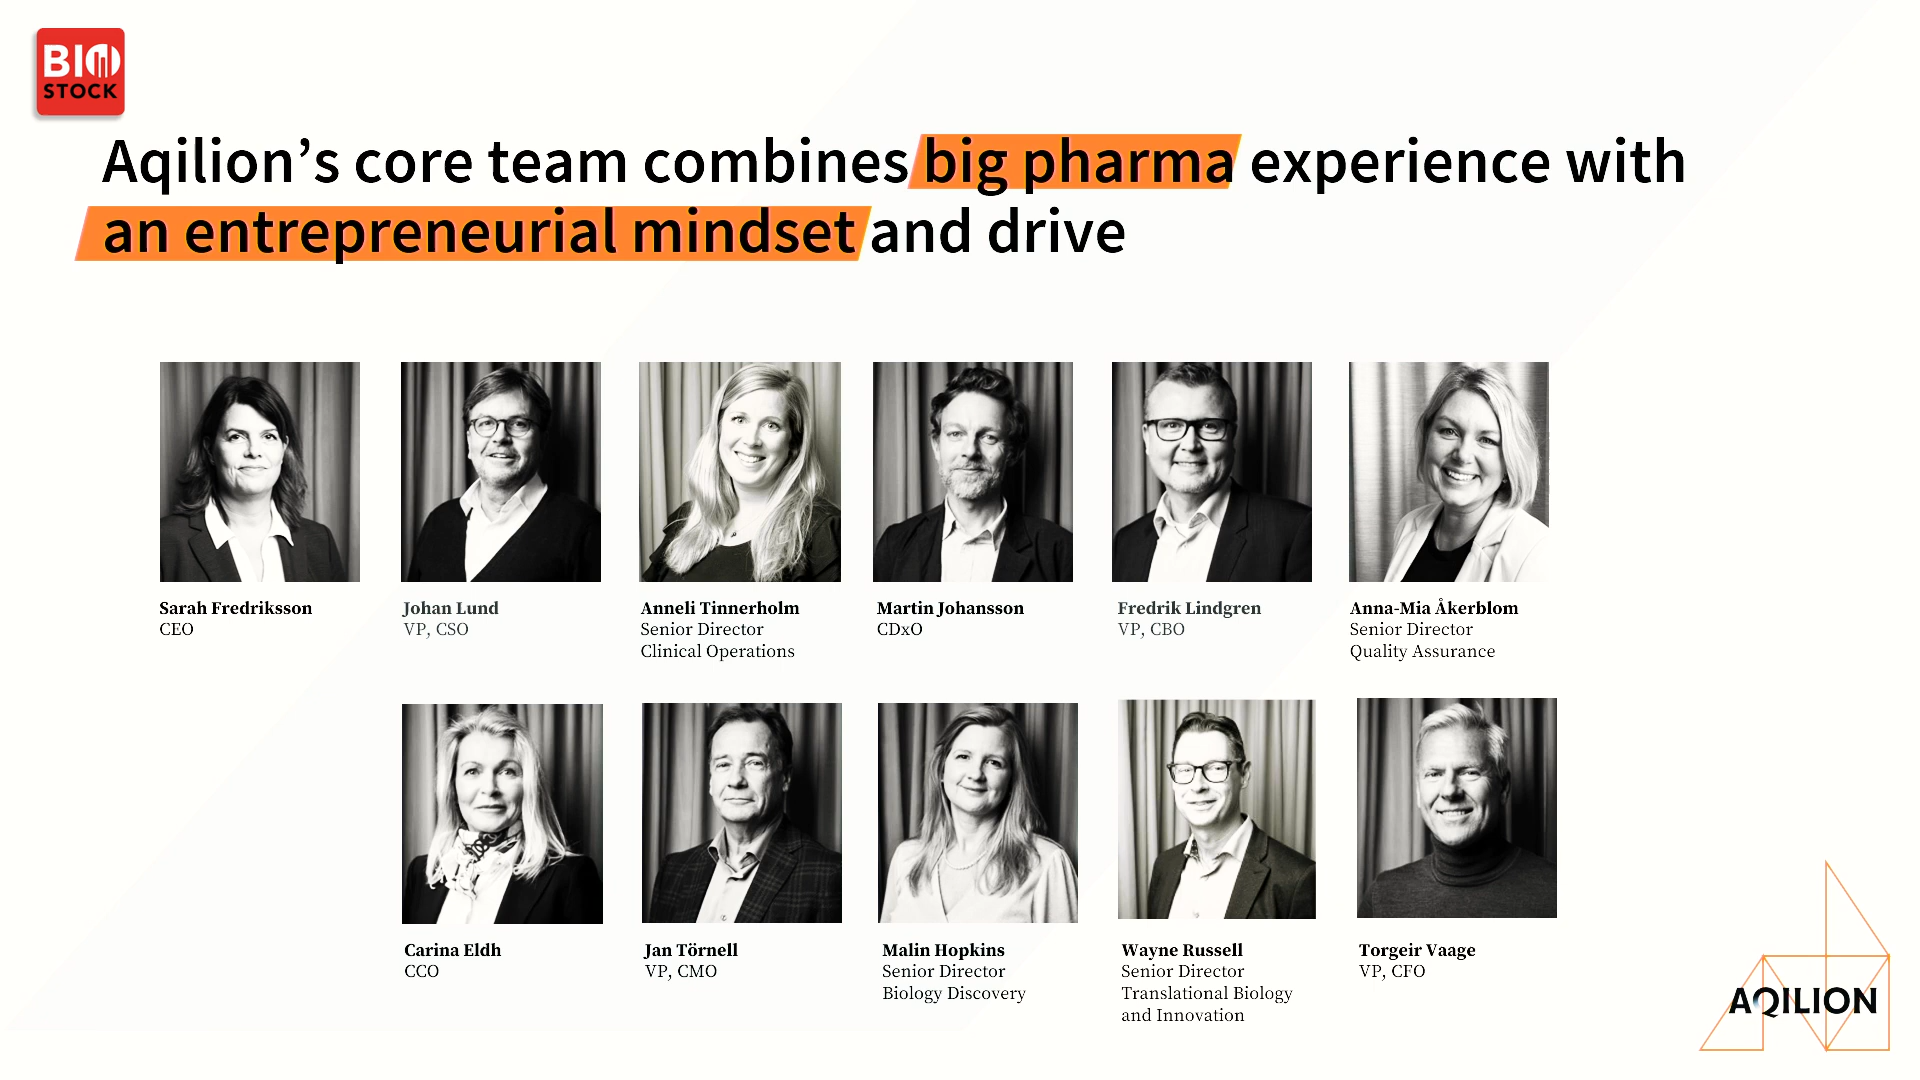 BIO
STOCK
Aqilion’s core team combines big pharma experience with
an entrepreneurial mindset and drive
Sarah Fredriksson
CEO
Johan Lund
VP, CSO
Anneli Tinnerholm
Senior Director
Clinical Operations
Martin Johansson
CDxO
Fredrik Lindgren
VP, CBO
Anna-Mia Åkerblom
Senior Director
Quality Assurance
Carina Eldh
CCO
Jan Törnell
VP, CMO
Malin Hopkins
Senior Director
Biology Discovery
Wayne Russell
Senior Director
Translational Biology
and Innovation
Torgeir Vaage
VP, CFO
AQILION